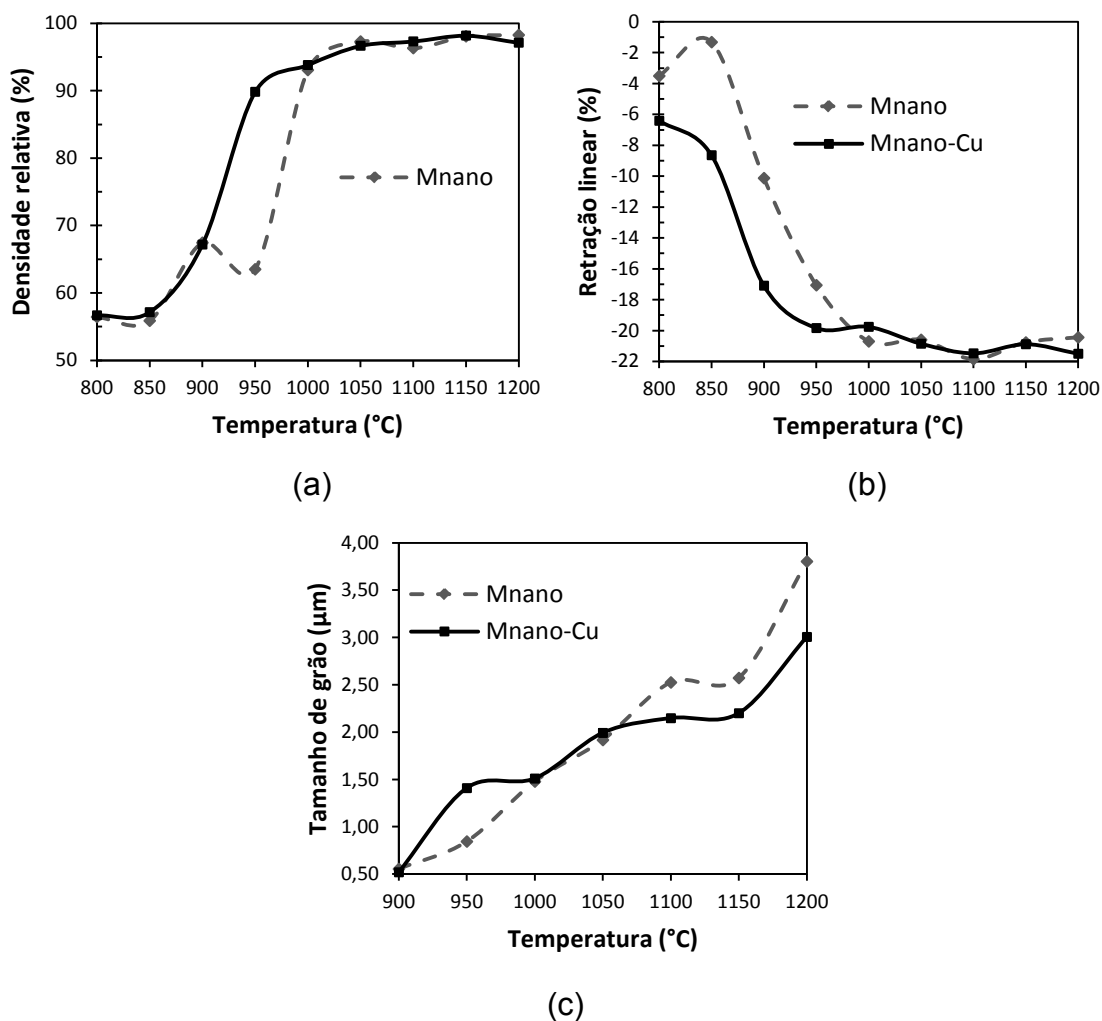 Densidade relativa (%)
100
90
80
70
60
50
Mnano
800 850 900 950 1000 1050 1100 1150 1200
Temperatura (°C)
(a)
Retração linear (%)
0
-2
-4
-6
-8
-10
-12
-14
-16
-18
-20
-22
Mnano
Mnano-Cu
800 850 900 950 1000 1050 1100 1150 1200
Temperatura (°C)
(b)
Tamanho de grão (µm)
4,00
3,50
3,00
2,50
2,00
1,50
1,00
0,50
Mnano
Mnano-Cu
900 950 1000 1050 1100 1150 1200
Temperatura (°C)
(c)